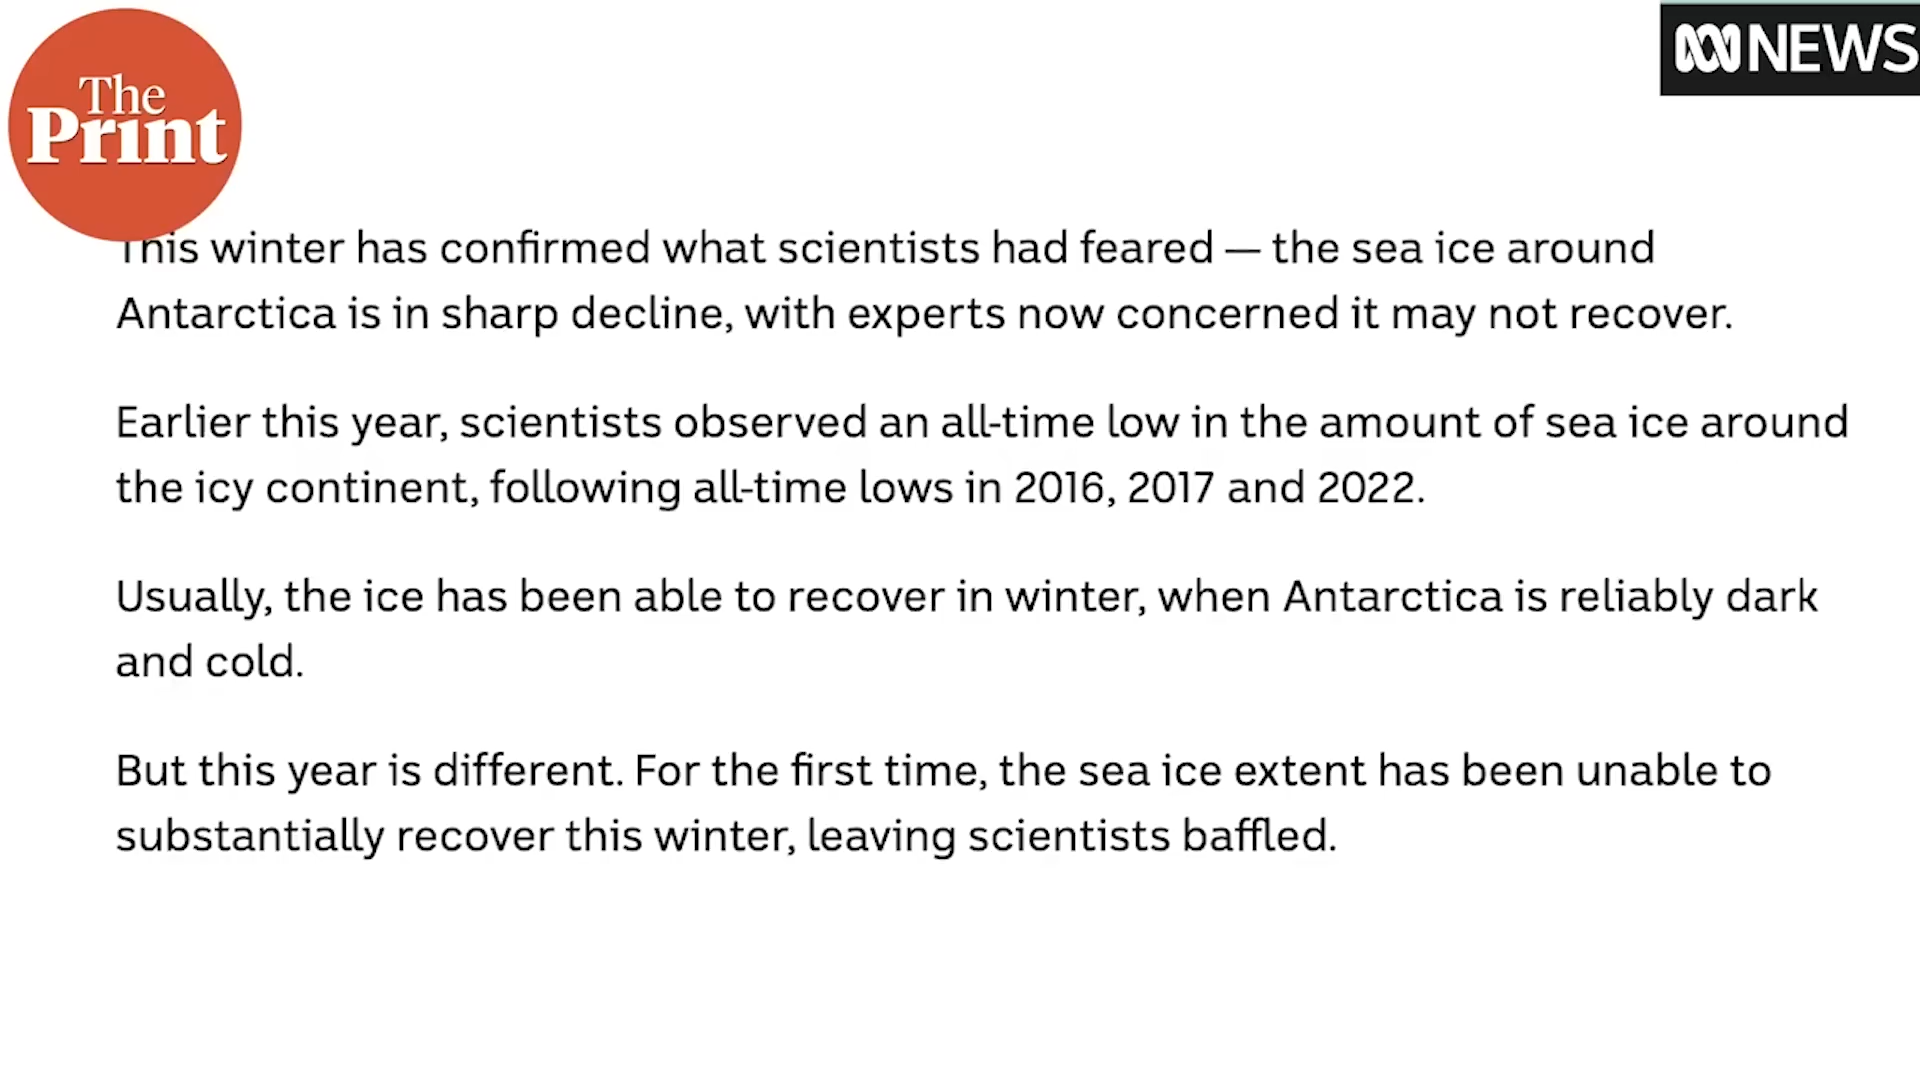 The
Print
NEWS
This winter has confirmed what scientists had feared — the sea ice around
Antarctica is in sharp decline, with experts now concerned it may not recover.
Earlier this year, scientists observed an all-time low in the amount of sea ice around
the icy continent, following all-time lows in 2016, 2017 and 2022.
Usually, the ice has been able to recover in winter, when Antarctica is reliably dark
and cold.
But this year is different. For the first time, the sea ice extent has been unable to
substantially recover this winter, leaving scientists baffled.